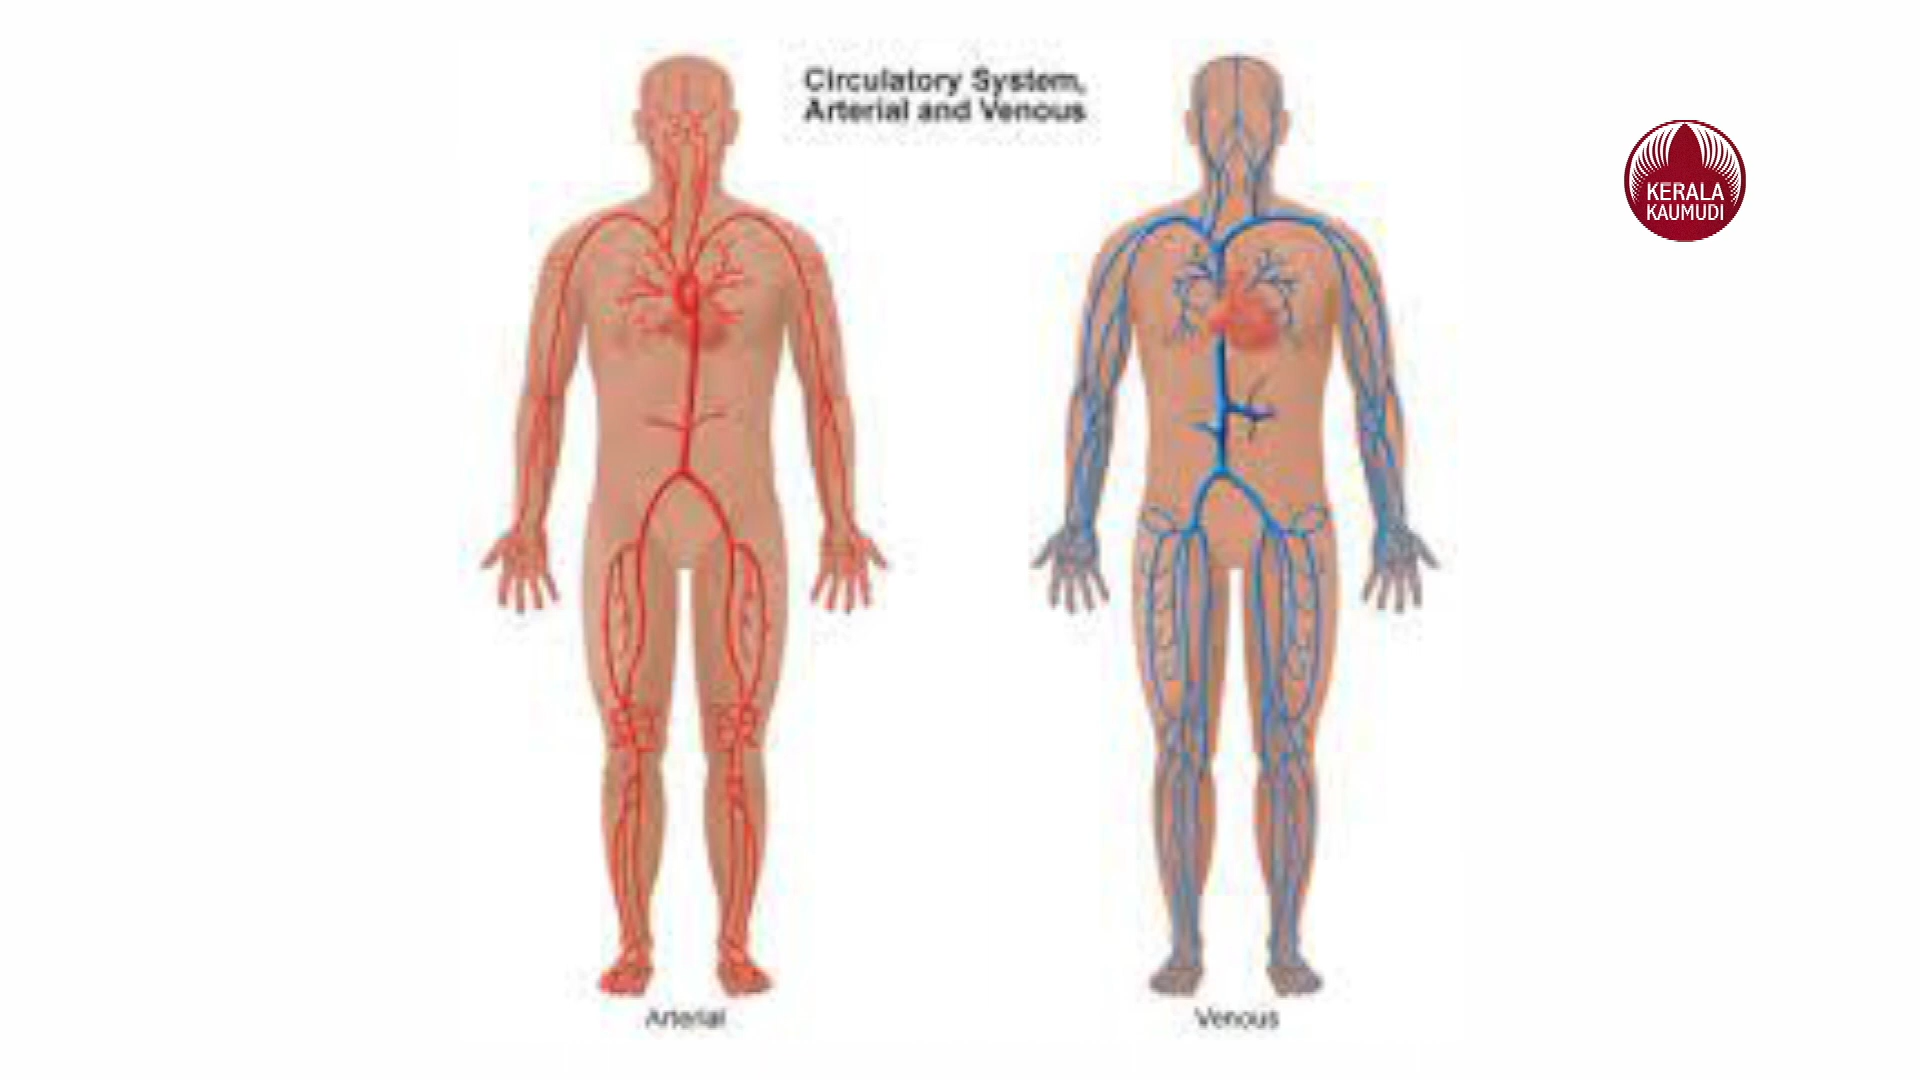 Circulatory System,
Arterial and Venous
KERALA
KAUMUDI
Arterial
Venous